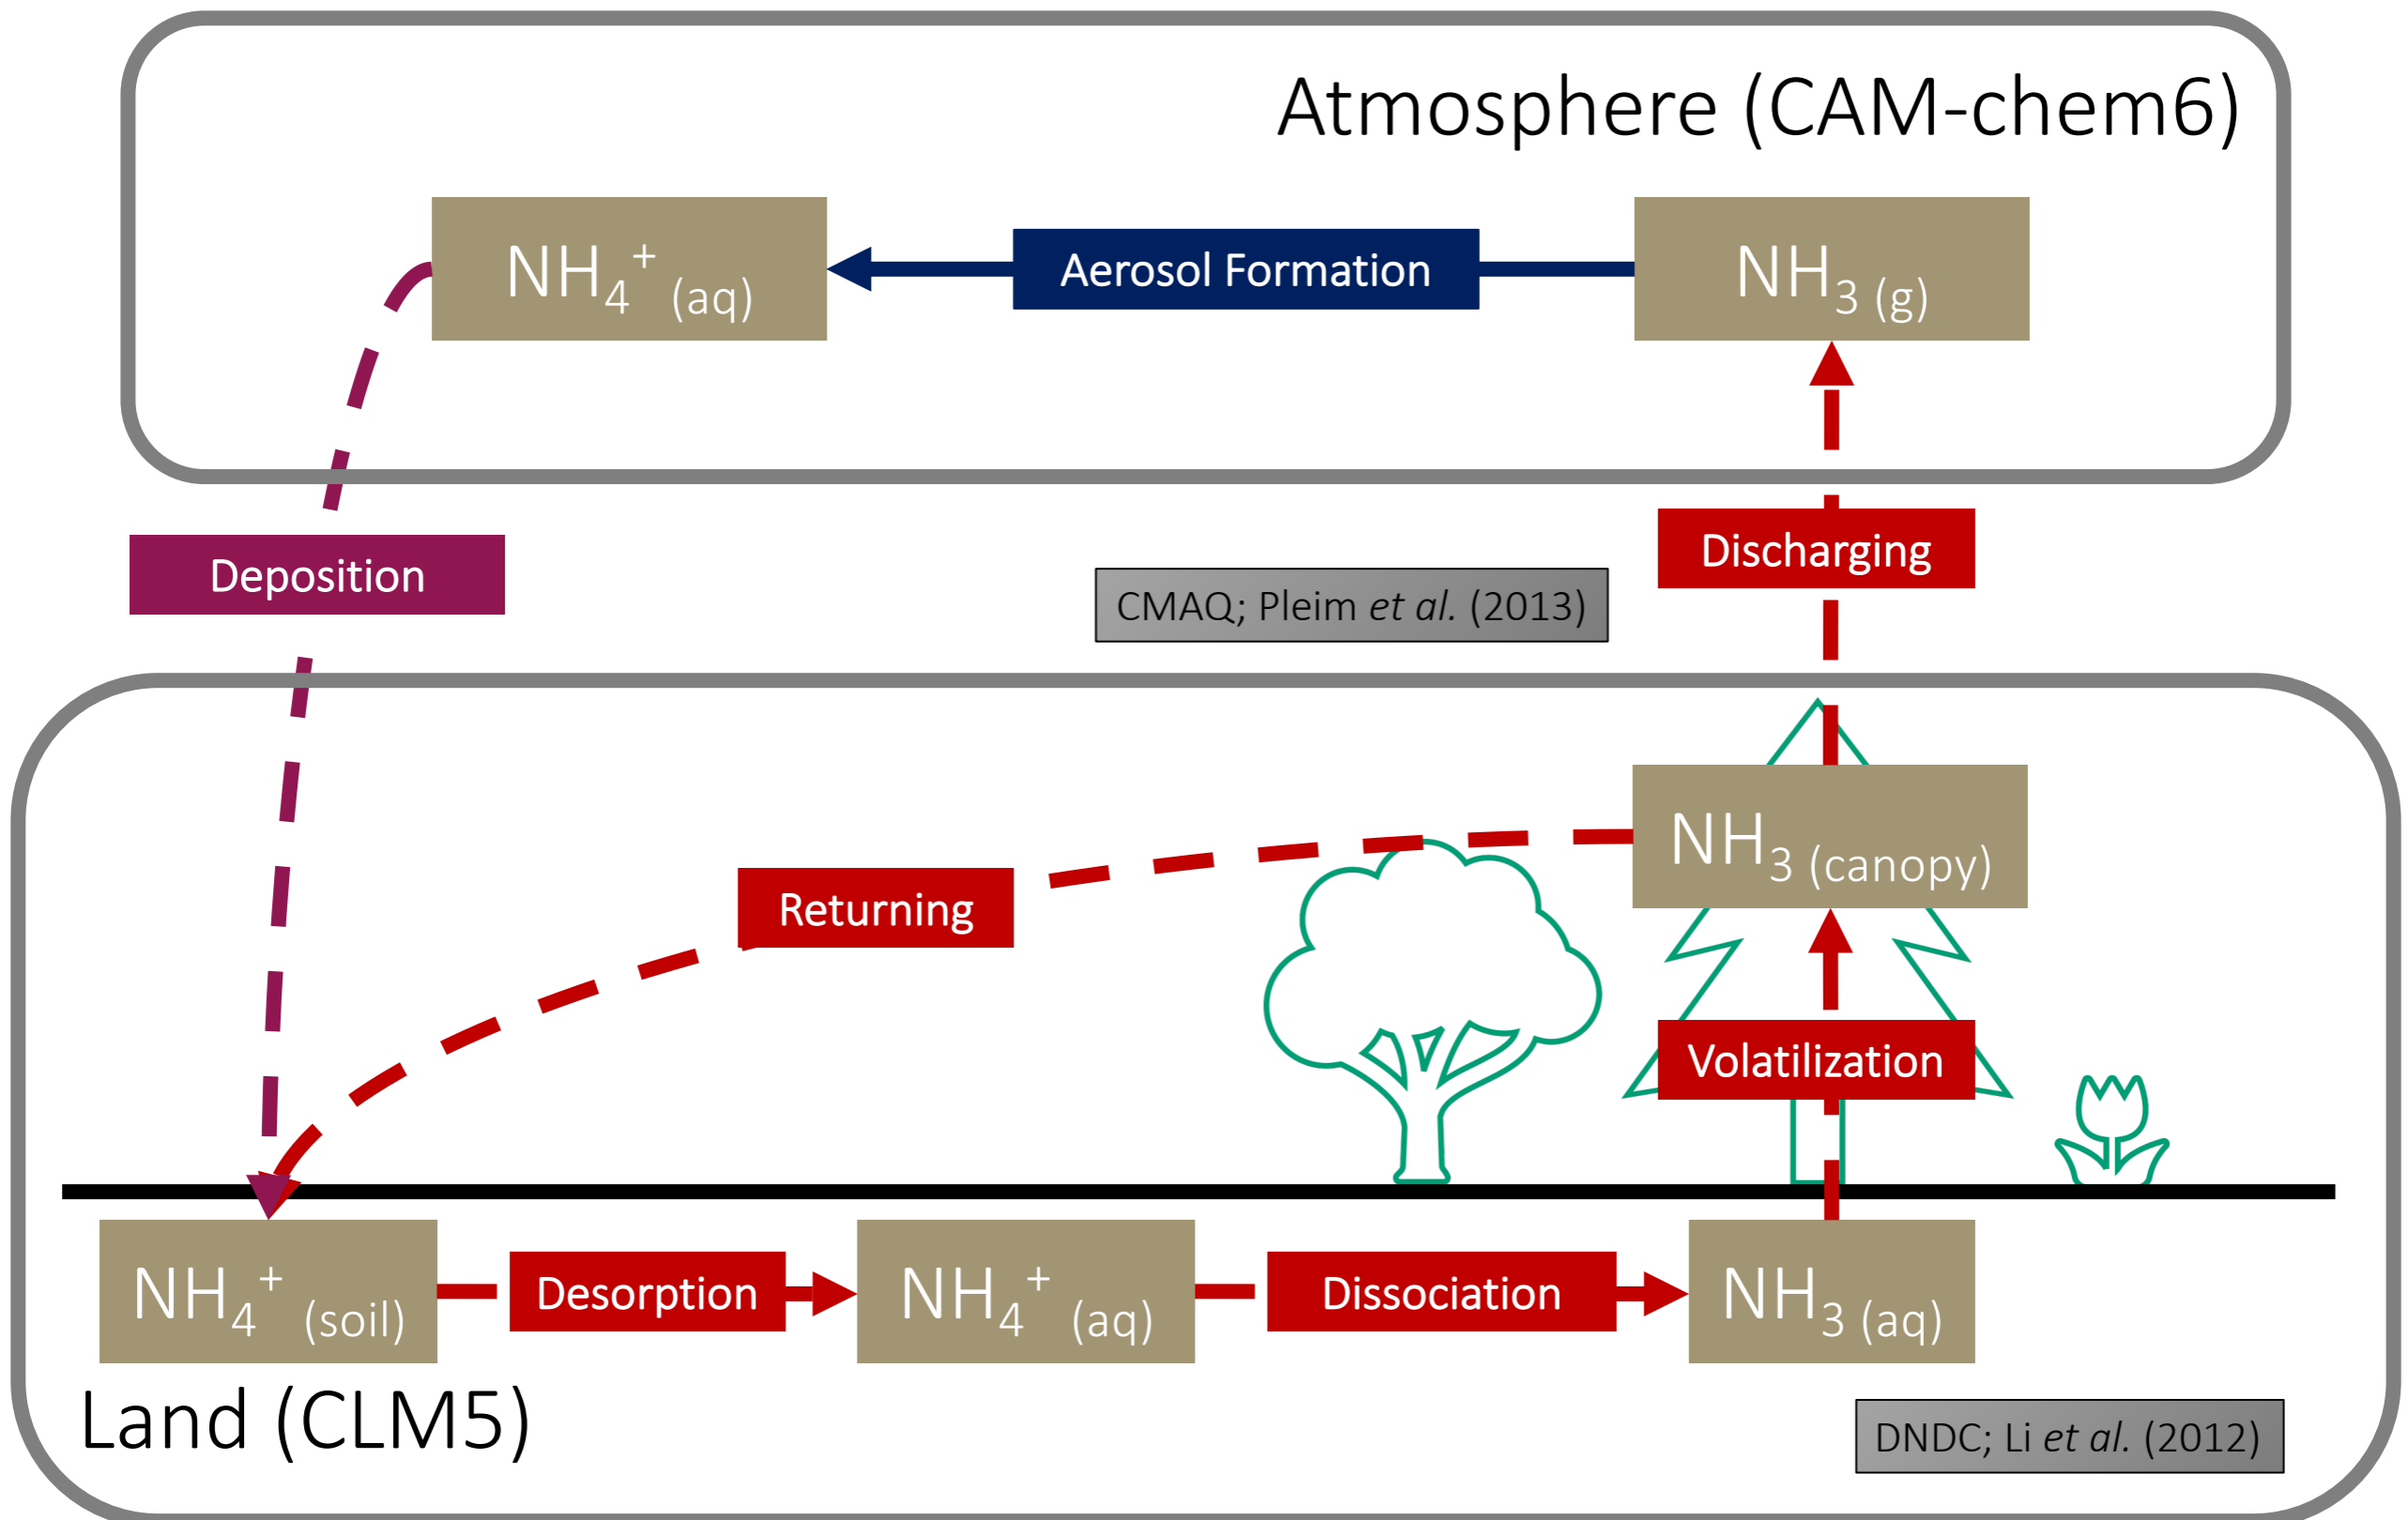 Atmosphere (CAM-chem6)
NH₄⁺ (aq)
Aerosol Formation
NH₃ (g)
Deposition
Discharging
CMAQ; Pleim et al. (2013)
NH₃ (canopy)
Returning
Volatilization
NH₄⁺ (soil)
Desorption
NH₄⁺ (aq)
Dissociation
NH₃ (aq)
Land (CLM5)
DNDC; Li et al. (2012)